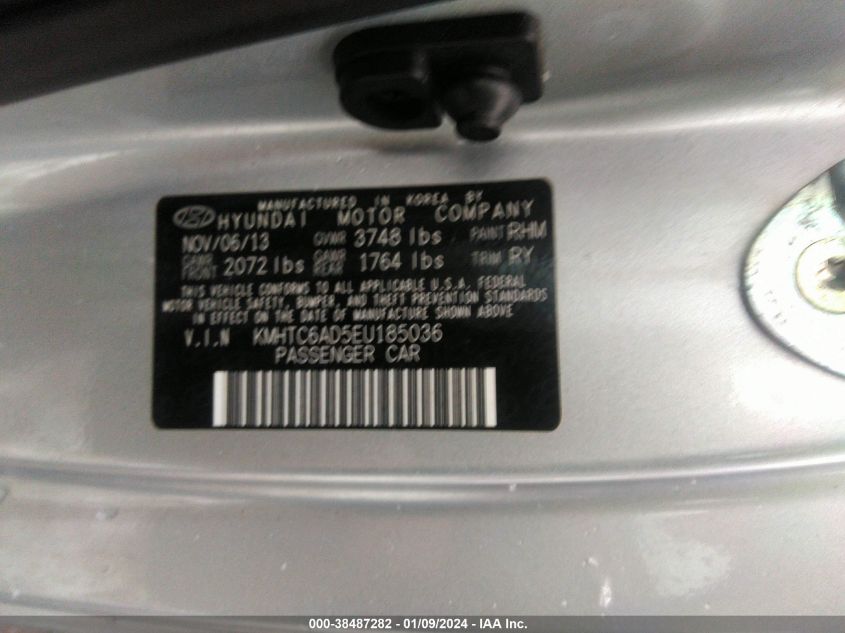 MANUFACTURED IN KOREA BY
HYUNDAI MOTOR COMPANY
NOV/06/13 GVWR 3748 lbs PAINT RHM
GAWR FRONT 2072 lbs GAWR REAR 1764 lbs TRIM RY
THIS VEHICLE CONFORMS TO ALL APPLICABLE U.S.A. FEDERAL
MOTOR VEHICLE SAFETY, BUMPER, AND THEFT PREVENTION STANDARDS
IN EFFECT ON THE DATE OF MANUFACTURE SHOWN ABOVE
V.I.N KMHTC6AD5EU185036
PASSENGER CAR
000-38487282 - 01/09/2024 - IAA Inc.